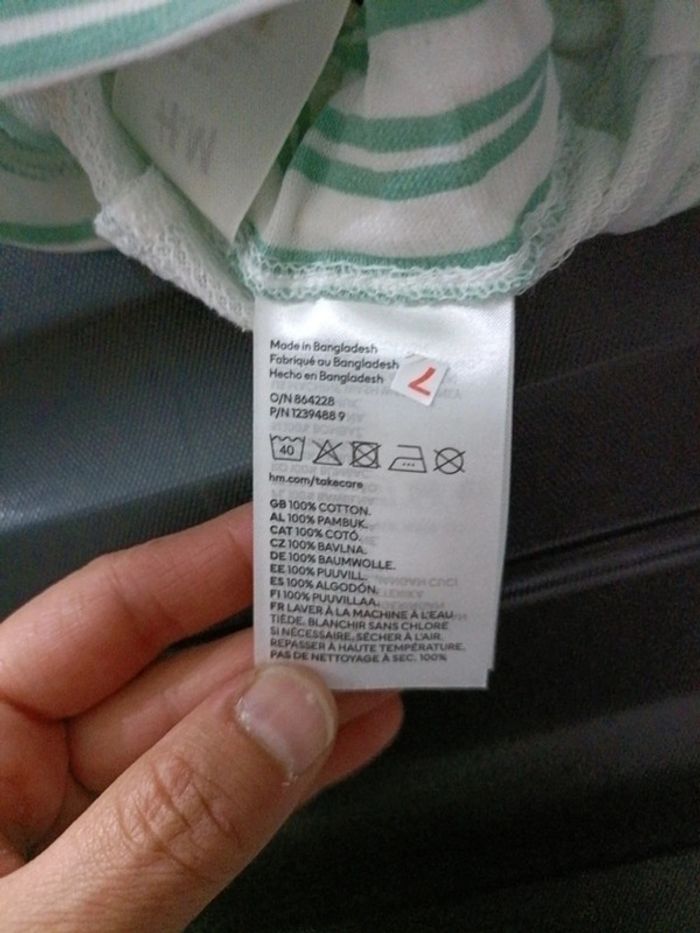 Made in Bangladesh
Fabriqué au Bangladesh
Hecho en Bangladesh
7
O/N 864228
P/N 1239488 9
40
hm.com/takecare
GB 100% COTTON.
AL 100% PAMBUK.
CAT 100% COTÓ.
CZ 100% BAVLNA.
DE 100% BAUMWOLLE.
EE 100% PUUVILL.
ES 100% ALGODÓN.
FI 100% PUUVILLAA.
FR LAVER À LA MACHINE À L'EAU
TIÈDE. BLANCHIR SANS CHLORE
SI NÉCESSAIRE. SÉCHER À L'AIR.
REPASSER À HAUTE TEMPÉRATURE.
PAS DE NETTOYAGE À SEC. 100%